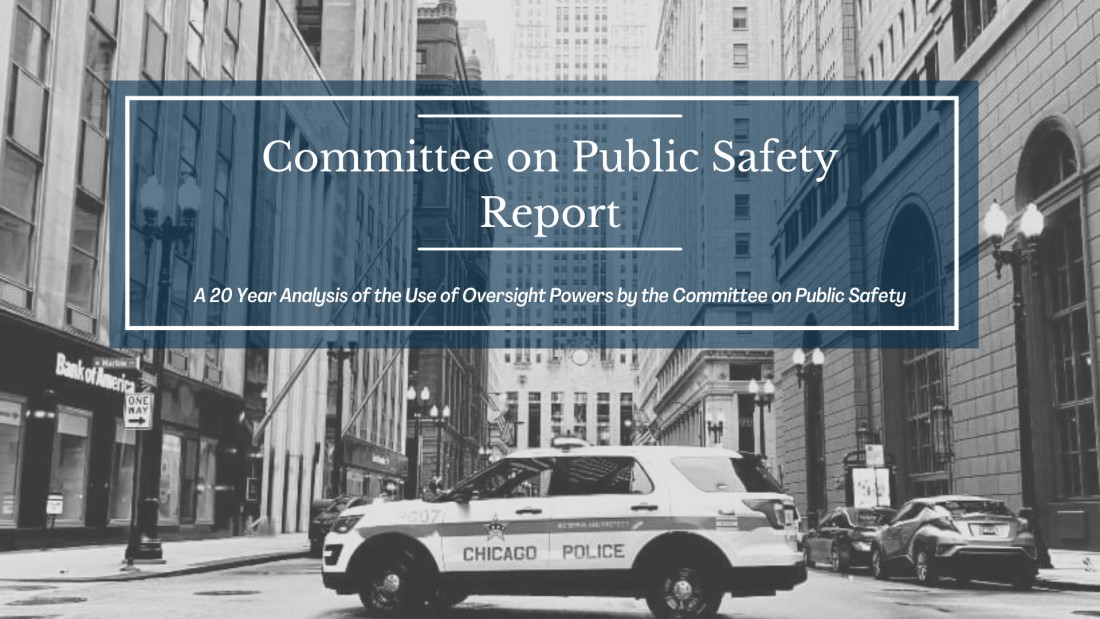 Committee on Public Safety
Report
A 20 Year Analysis of the Use of Oversight Powers by the Committee on Public Safety
Bank of America
ONE
WAY
CHICAGO POLICE